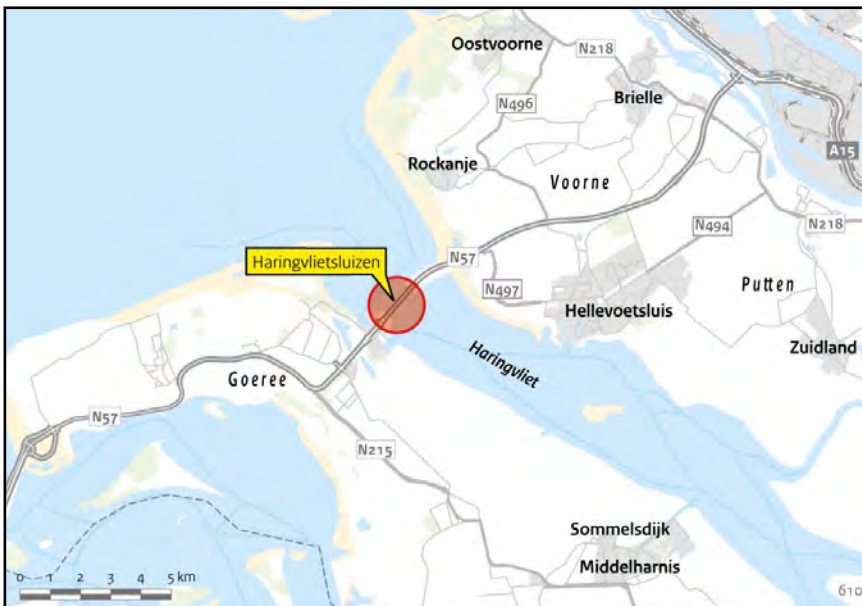 Oostvoorne
N218
Brielle
N496
A15
Rockanje
Voorne
N218
N494
Haringvlietsluizen
N57
N497
Putten
Hellevoetsluis
Zuidland
Haringvliet
Goeree
N57
N215
Sommelsdijk
Middelharnis
0 1 2 3 4 5 km
610